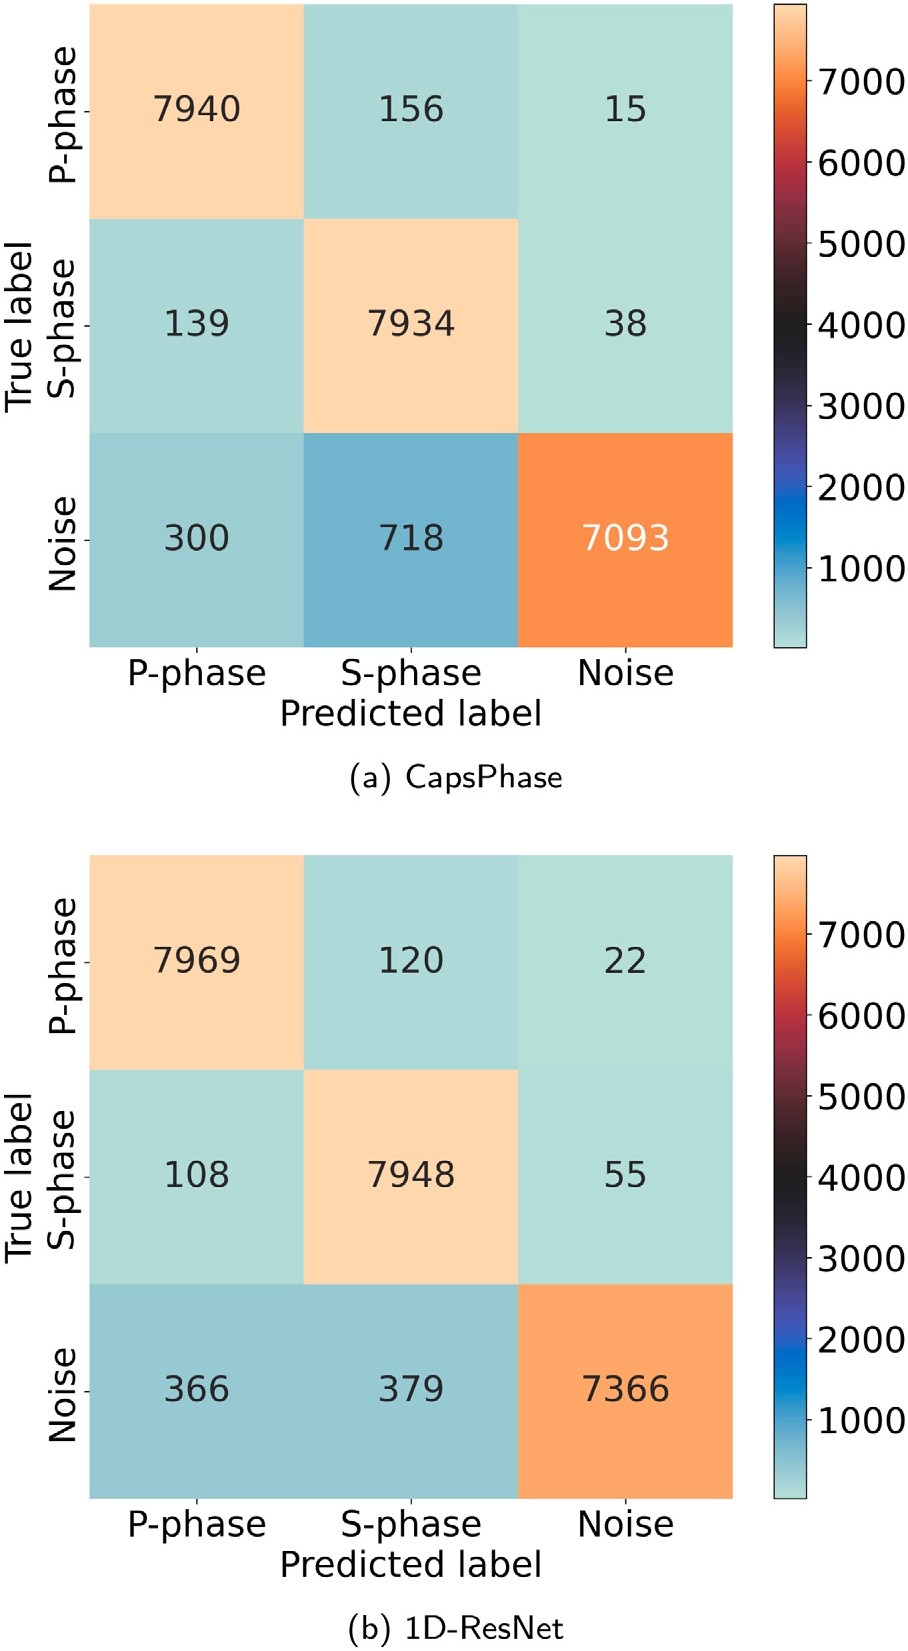 P-phase 7940 156 15
S-phase 139 7934 38
Noise 300 718 7093
True label
P-phase S-phase Noise
Predicted label
7000
6000
5000
4000
3000
2000
1000
(a) CapsPhase
P-phase 7969 120 22
S-phase 108 7948 55
Noise 366 379 7366
True label
P-phase S-phase Noise
Predicted label
7000
6000
5000
4000
3000
2000
1000
(b) 1D-ResNet